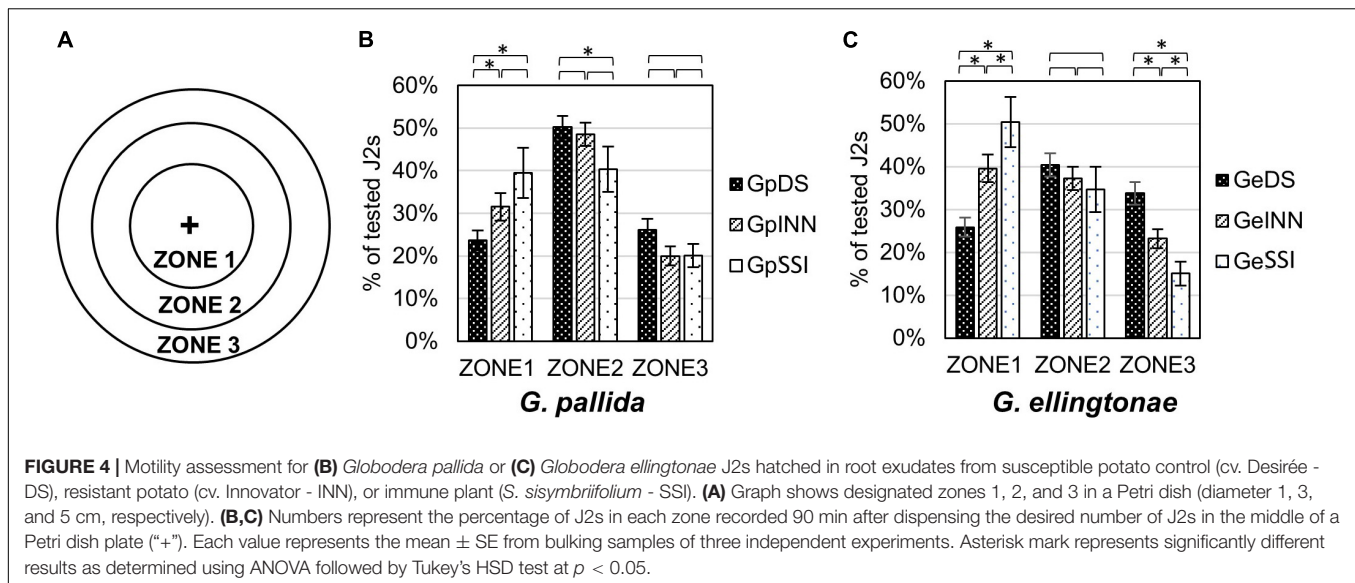 A
ZONE 1
ZONE 2
ZONE 3
B
* * *
*
60%
50%
40%
30%
20%
10%
0%
% of tested J2s
ZONE1 ZONE2 ZONE3
G. pallida
GpDS
GpINN
GpSSI
C
* * *
* * * *
60%
50%
40%
30%
20%
10%
0%
% of tested J2s
ZONE1 ZONE2 ZONE3
G. ellingtonae
GeDS
GeINN
GeSSI
FIGURE 4 | Motility assessment for (B) Globodera pallida or (C) Globodera ellingtonae J2s hatched in root exudates from susceptible potato control (cv. Desirée -
DS), resistant potato (cv. Innovator - INN), or immune plant (S. sisymbriifolium - SSI). (A) Graph shows designated zones 1, 2, and 3 in a Petri dish (diameter 1, 3,
and 5 cm, respectively). (B,C) Numbers represent the percentage of J2s in each zone recorded 90 min after dispensing the desired number of J2s in the middle of a
Petri dish plate (“+”). Each value represents the mean ± SE from bulking samples of three independent experiments. Asterisk mark represents significantly different
results as determined using ANOVA followed by Tukey’s HSD test at p < 0.05.